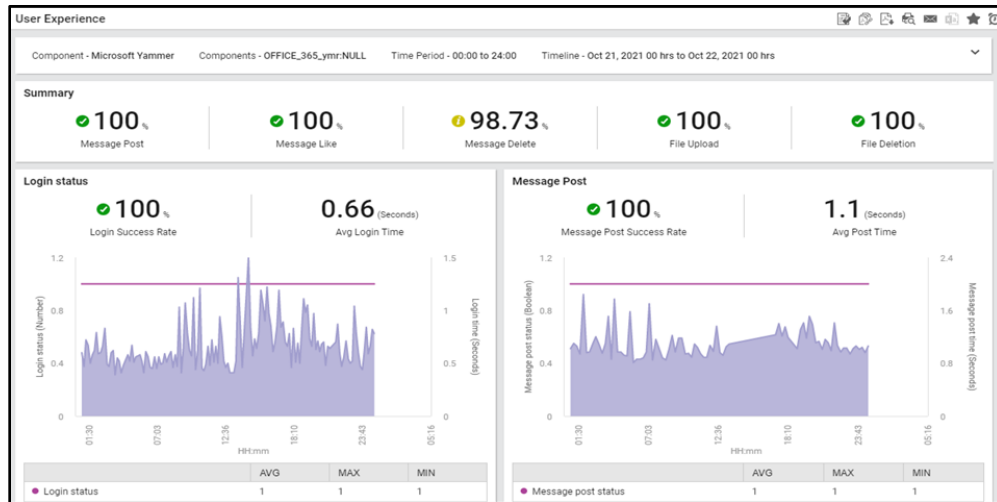 User Experience
Component - Microsoft Yammer Components - OFFICE_365_ymr:NULL Time Period - 00:00 to 24:00 Timeline - Oct 21, 2021 00 hrs to Oct 22, 2021 00 hrs
Summary
100 % 100 % 98.73 % 100 % 100 %
Message Post Message Like Message Delete File Upload File Deletion
Login status
100 % 0.66 (Seconds)
Login Success Rate Avg Login Time
1.2 1.5
0.8 1
0.4 0.5
0 0
Login status (Number)
Login time (Seconds)
01:30 07:03 12:36 18:10 23:43 05:16
HH:mm
AVG MAX MIN
Login status 1 1 1
Message Post
100 % 1.1 (Seconds)
Message Post Success Rate Avg Post Time
1.2 2.4
0.8 1.6
0.4 0.8
0 0
Message post status (Boolean)
Message post time (Seconds)
01:30 07:03 12:36 18:10 23:43 05:16
HH:mm
AVG MAX MIN
Message post status 1 1 1